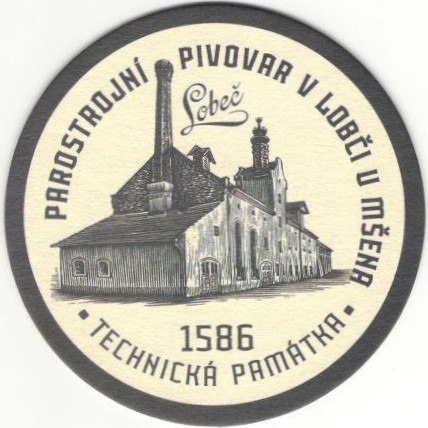 PAROSTROJNÍ PIVOVAR V LOBČI U MŠENA
Lobeč
1586
▪ TECHNICKÁ PAMÁTKA ▪